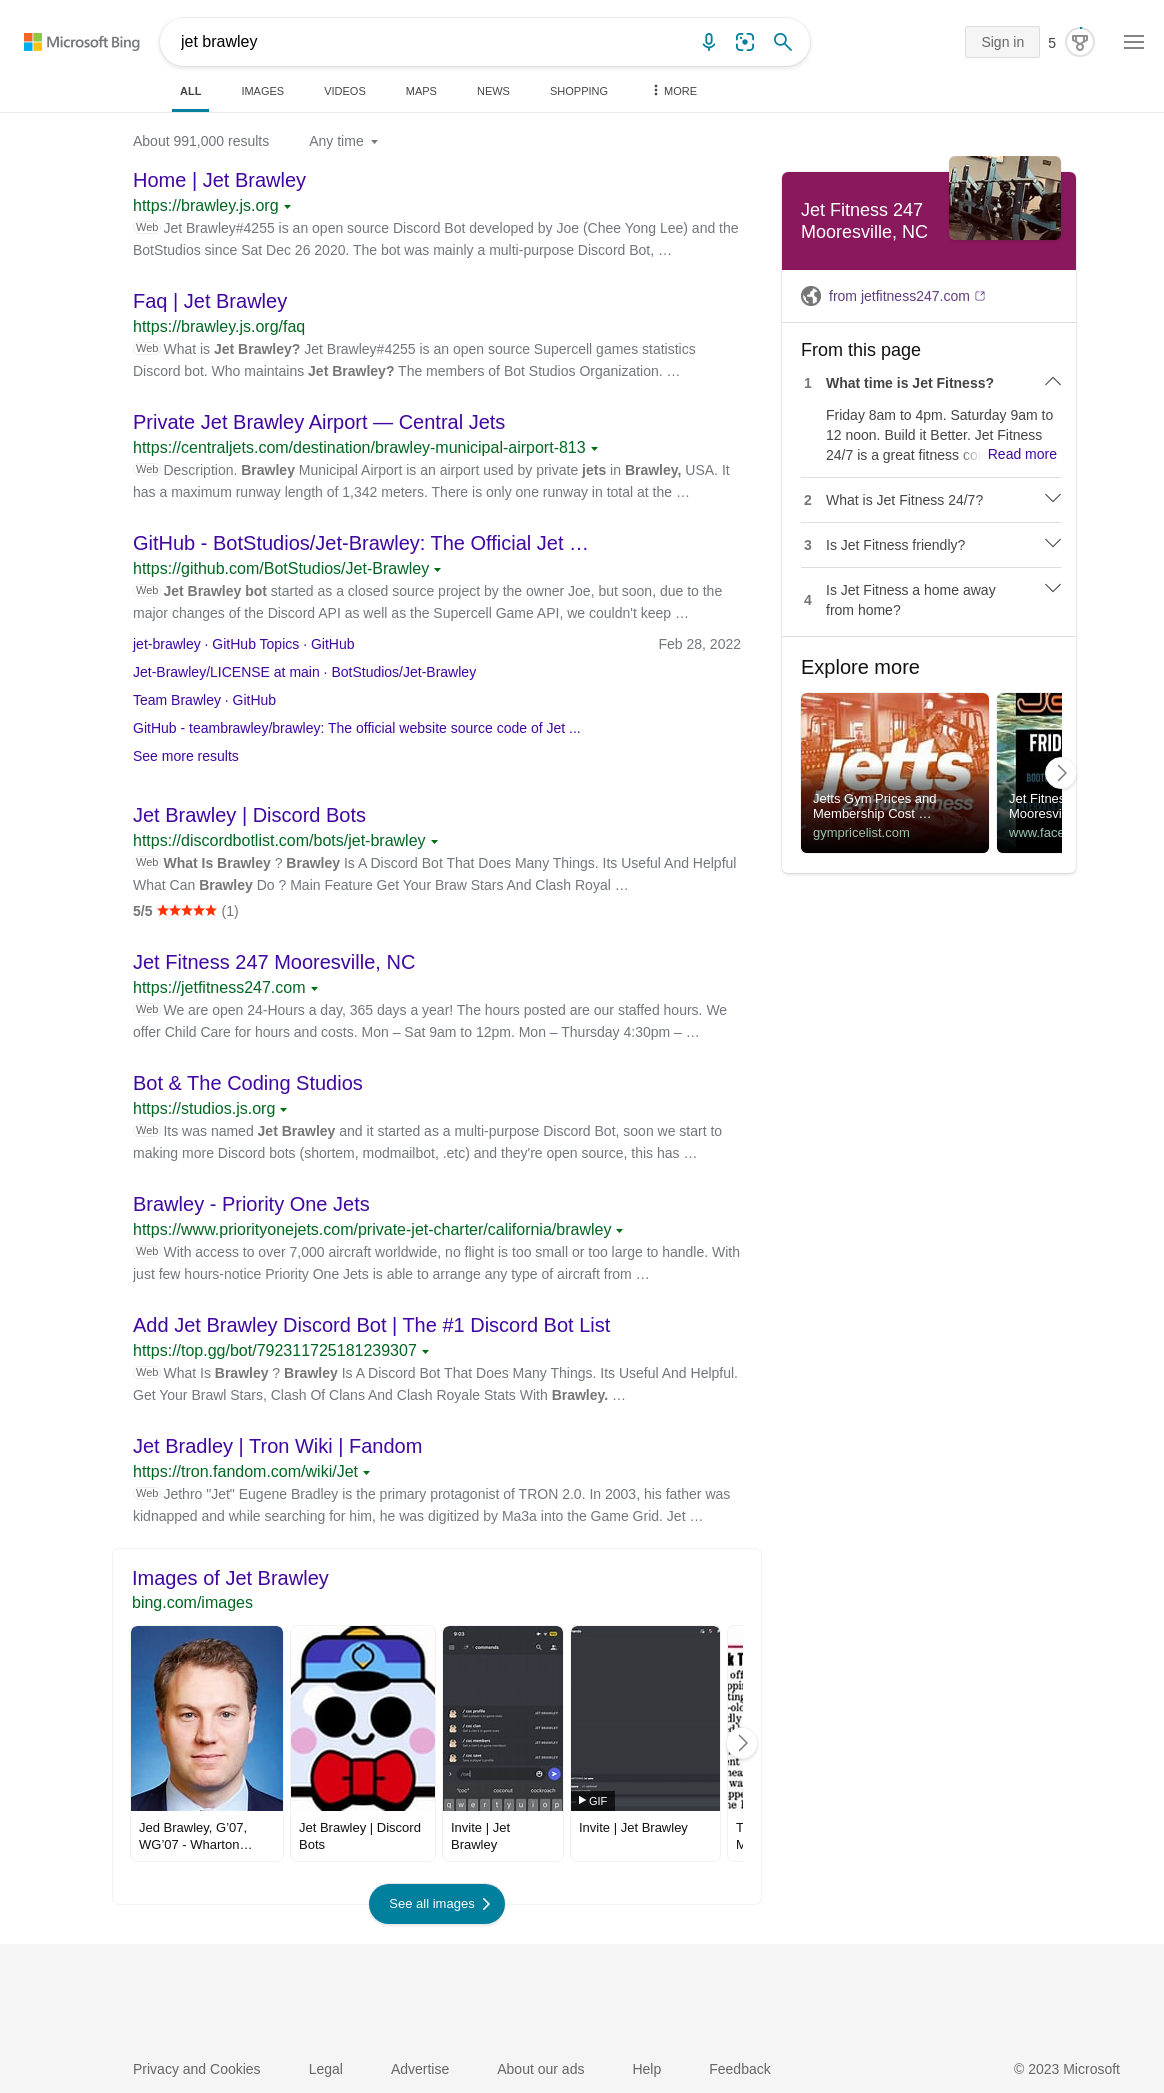 Microsoft Bing
jet brawley
Sign in
5
ALL
IMAGES
VIDEOS
MAPS
NEWS
SHOPPING
MORE
About 991,000 results
Any time
Home | Jet Brawley
https://brawley.js.org
Web Jet Brawley#4255 is an open source Discord Bot developed by Joe (Chee Yong Lee) and the
BotStudios since Sat Dec 26 2020. The bot was mainly a multi-purpose Discord Bot, …
Faq | Jet Brawley
https://brawley.js.org/faq
Web What is Jet Brawley? Jet Brawley#4255 is an open source Supercell games statistics
Discord bot. Who maintains Jet Brawley? The members of Bot Studios Organization. …
Private Jet Brawley Airport — Central Jets
https://centraljets.com/destination/brawley-municipal-airport-813
Web Description. Brawley Municipal Airport is an airport used by private jets in Brawley, USA. It
has a maximum runway length of 1,342 meters. There is only one runway in total at the …
GitHub - BotStudios/Jet-Brawley: The Official Jet …
https://github.com/BotStudios/Jet-Brawley
Web Jet Brawley bot started as a closed source project by the owner Joe, but soon, due to the
major changes of the Discord API as well as the Supercell Game API, we couldn't keep …
jet-brawley · GitHub Topics · GitHub
Feb 28, 2022
Jet-Brawley/LICENSE at main · BotStudios/Jet-Brawley
Team Brawley · GitHub
GitHub - teambrawley/brawley: The official website source code of Jet ...
See more results
Jet Brawley | Discord Bots
https://discordbotlist.com/bots/jet-brawley
Web What Is Brawley ? Brawley Is A Discord Bot That Does Many Things. Its Useful And Helpful
What Can Brawley Do ? Main Feature Get Your Braw Stars And Clash Royal …
5/5 (1)
Jet Fitness 247 Mooresville, NC
https://jetfitness247.com
Web We are open 24-Hours a day, 365 days a year! The hours posted are our staffed hours. We
offer Child Care for hours and costs. Mon – Sat 9am to 12pm. Mon – Thursday 4:30pm – …
Bot & The Coding Studios
https://studios.js.org
Web Its was named Jet Brawley and it started as a multi-purpose Discord Bot, soon we start to
making more Discord bots (shortem, modmailbot, .etc) and they're open source, this has …
Brawley - Priority One Jets
https://www.priorityonejets.com/private-jet-charter/california/brawley
Web With access to over 7,000 aircraft worldwide, no flight is too small or too large to handle. With
just few hours-notice Priority One Jets is able to arrange any type of aircraft from …
Add Jet Brawley Discord Bot | The #1 Discord Bot List
https://top.gg/bot/792311725181239307
Web What Is Brawley ? Brawley Is A Discord Bot That Does Many Things. Its Useful And Helpful.
Get Your Brawl Stars, Clash Of Clans And Clash Royale Stats With Brawley. …
Jet Bradley | Tron Wiki | Fandom
https://tron.fandom.com/wiki/Jet
Web Jethro "Jet" Eugene Bradley is the primary protagonist of TRON 2.0. In 2003, his father was
kidnapped and while searching for him, he was digitized by Ma3a into the Game Grid. Jet …
Images of Jet Brawley
bing.com/images
9:03
commands
/ coc profile
JET BRAWLEY
/ coc clan
JET BRAWLEY
/ coc members
JET BRAWLEY
/ coc save
JET BRAWLEY
"coc" coconut cockroach
q w e r t y u i o p
GIF
Jed Brawley, G'07,
WG'07 - Wharton…
Jet Brawley | Discord
Bots
Invite | Jet
Brawley
Invite | Jet Brawley
See all images
Jet Fitness 247
Mooresville, NC
from jetfitness247.com
From this page
1 What time is Jet Fitness?
Friday 8am to 4pm. Saturday 9am to
12 noon. Build it Better. Jet Fitness
24/7 is a great fitness co Read more
2 What is Jet Fitness 24/7?
3 Is Jet Fitness friendly?
4 Is Jet Fitness a home away
from home?
Explore more
jetts
24 hour fitness
Jetts Gym Prices and
Membership Cost …
gympricelist.com
FRID
BOOT
Jet Fitnes
Mooresvi
www.face
Privacy and Cookies
Legal
Advertise
About our ads
Help
Feedback
© 2023 Microsoft